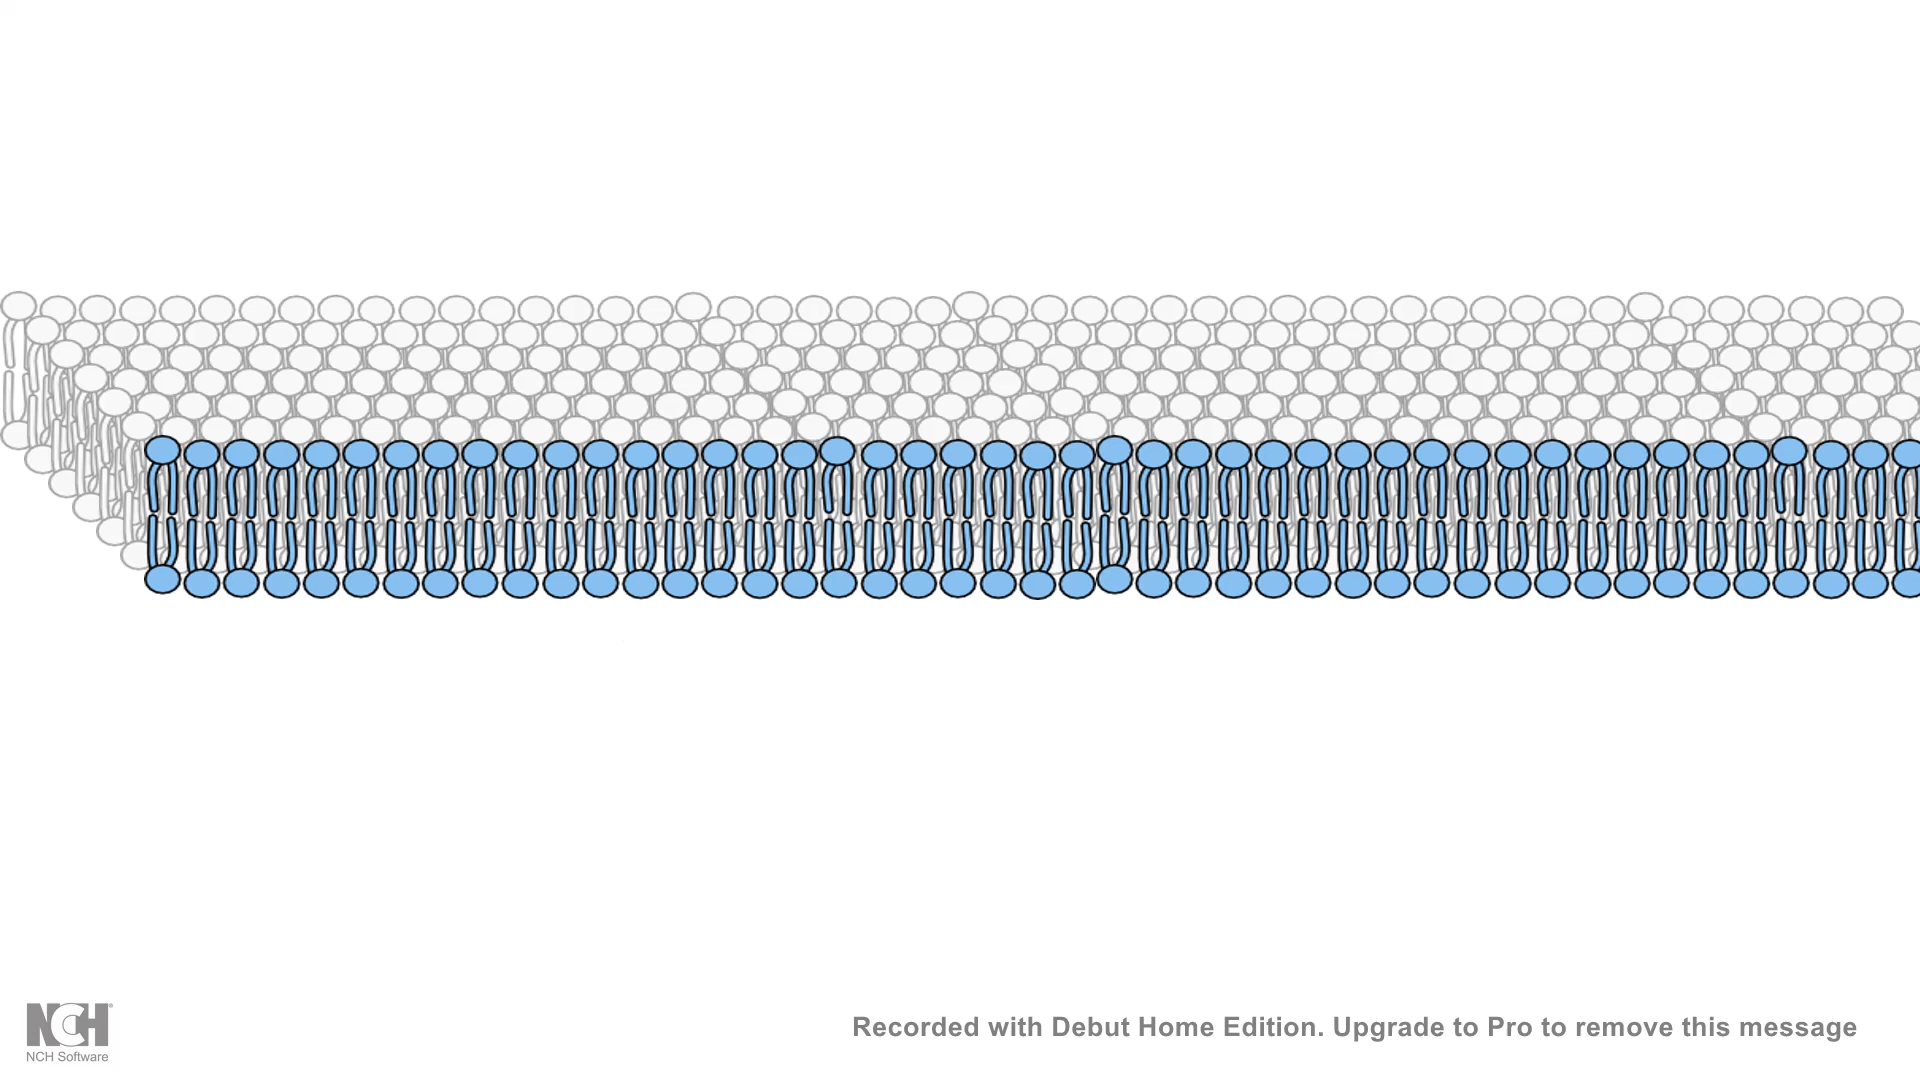 NCH
NCH Software
Recorded with Debut Home Edition. Upgrade to Pro to remove this message